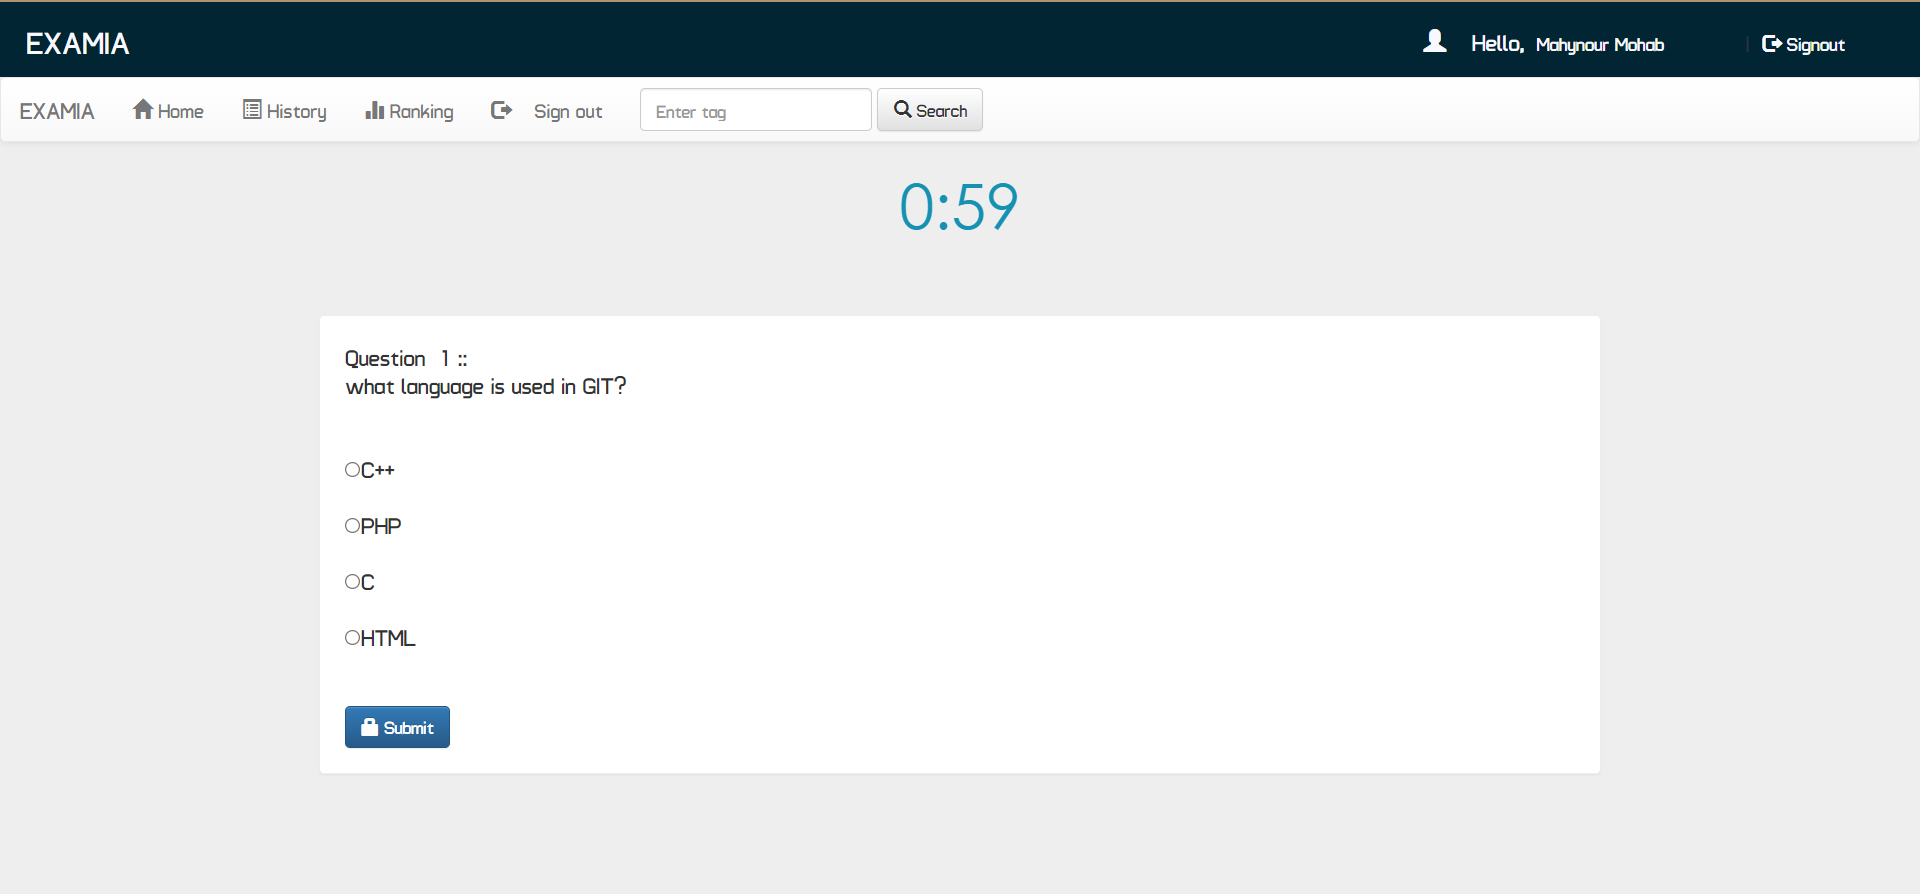 EXAMIA
Hello, Mahynour Mohab | Signout
EXAMIA Home History Ranking Sign out Enter tag Search
0:59
Question 1 ::
what language is used in GIT?
C++
PHP
C
HTML
Submit